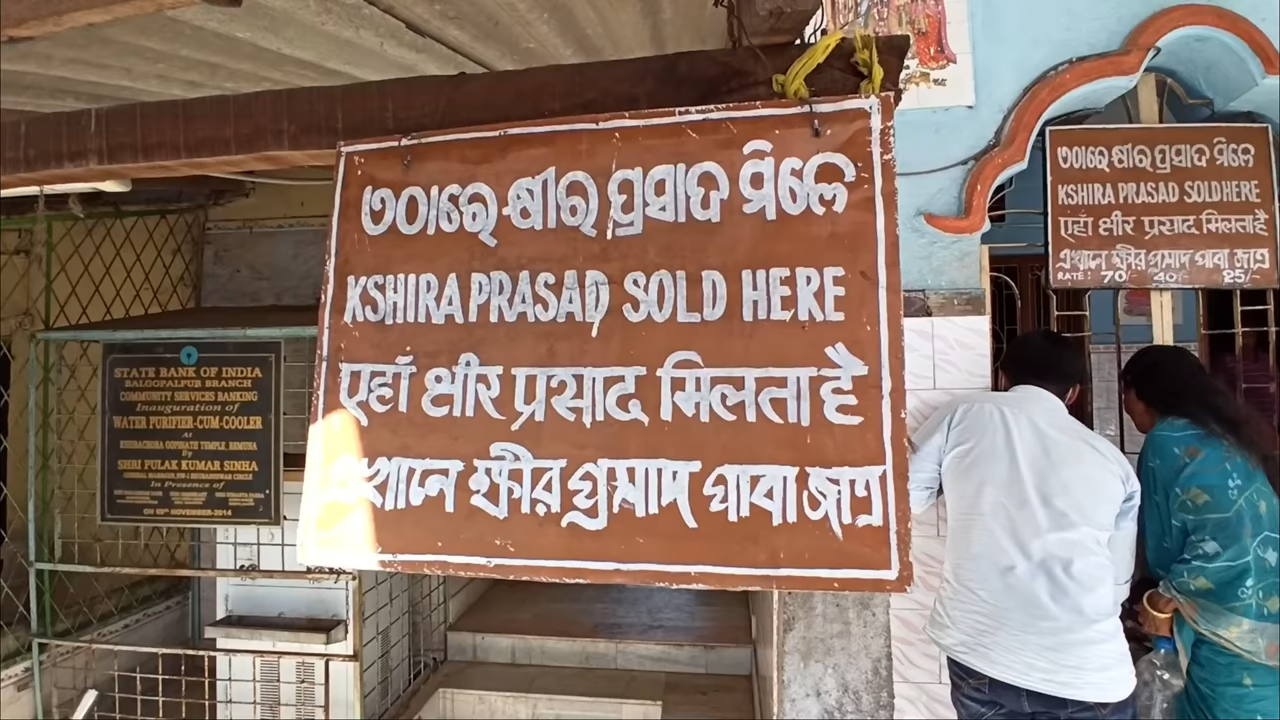 ଏଠାରେ କ୍ଷୀର ପ୍ରସାଦ ମିଳେ
KSHIRA PRASAD SOLD HERE
एहाँ क्षीर प्रसाद मिलता है
এখানে ক্ষীর প্রসাদ পাবা জাত্র
STATE BANK OF INDIA
BALGOPALPUR BRANCH
COMMUNITY SERVICES BANKING
Inauguration of
WATER PURIFIER-CUM-COOLER
At
KHIRACHORA GOPINATH TEMPLE, REMUNA
By
SHRI PULAK KUMAR SINHA
In Presence of
ON 03RD NOVEMBER-2014
ଏଠାରେ କ୍ଷୀର ପ୍ରସାଦ ମିଳେ
KSHIRA PRASAD SOLD HERE
एहाँ क्षीर प्रसाद मिलता है
এখানে ক্ষীর প্রসাদ পাবা জাত্র
RATE: 70/- 40/- 25/-